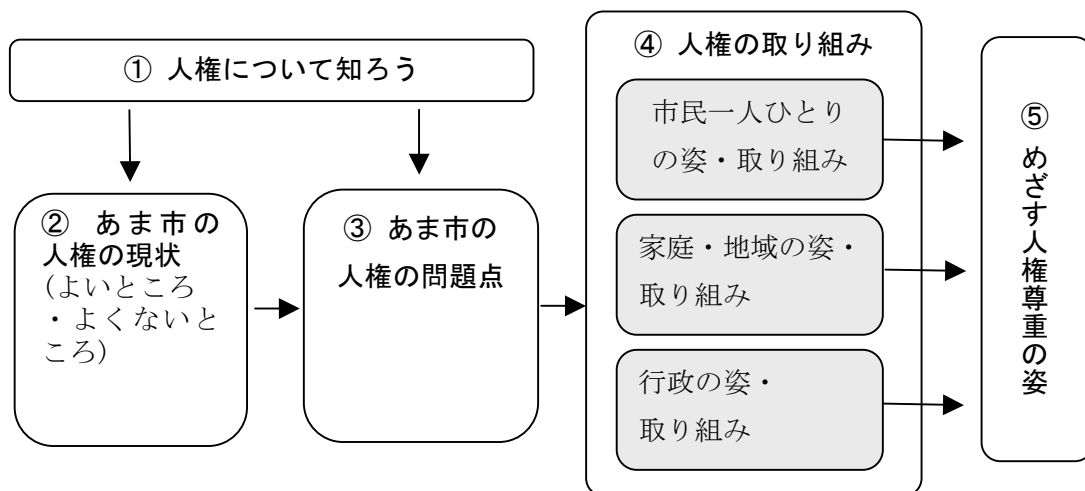 ① 人権について知ろう
② あま市の
人権の現状
(よいところ
・よくないと
ころ)
③ あま市の
人権の問題点
④ 人権の取り組み
市民一人ひとり
の姿・取り組み
家庭・地域の姿・
取り組み
行政の姿・
取り組み
⑤ めざす人権尊重の姿